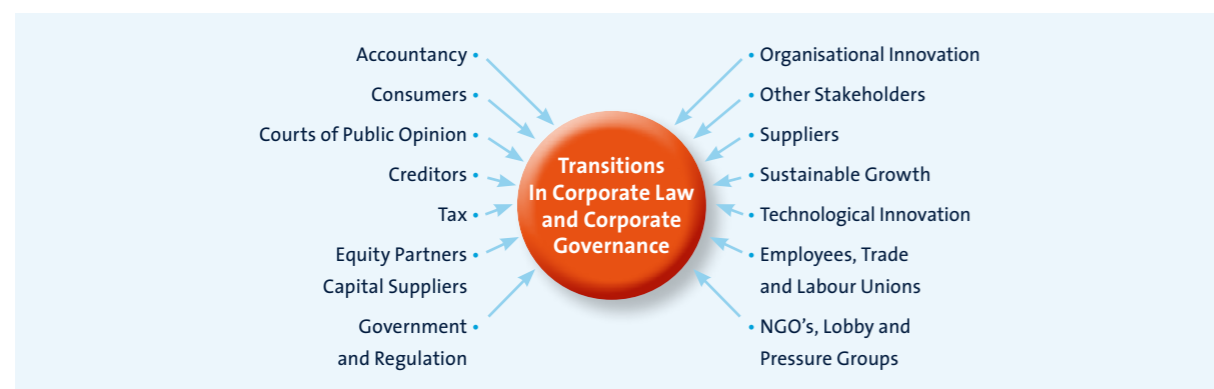 Accountancy •
Consumers •
Courts of Public Opinion •
Creditors •
Tax •
Equity Partners •
Capital Suppliers
Government •
and Regulation
Transitions
In Corporate Law
and Corporate
Governance
• Organisational Innovation
• Other Stakeholders
• Suppliers
• Sustainable Growth
• Technological Innovation
• Employees, Trade
and Labour Unions
• NGO’s, Lobby and
Pressure Groups